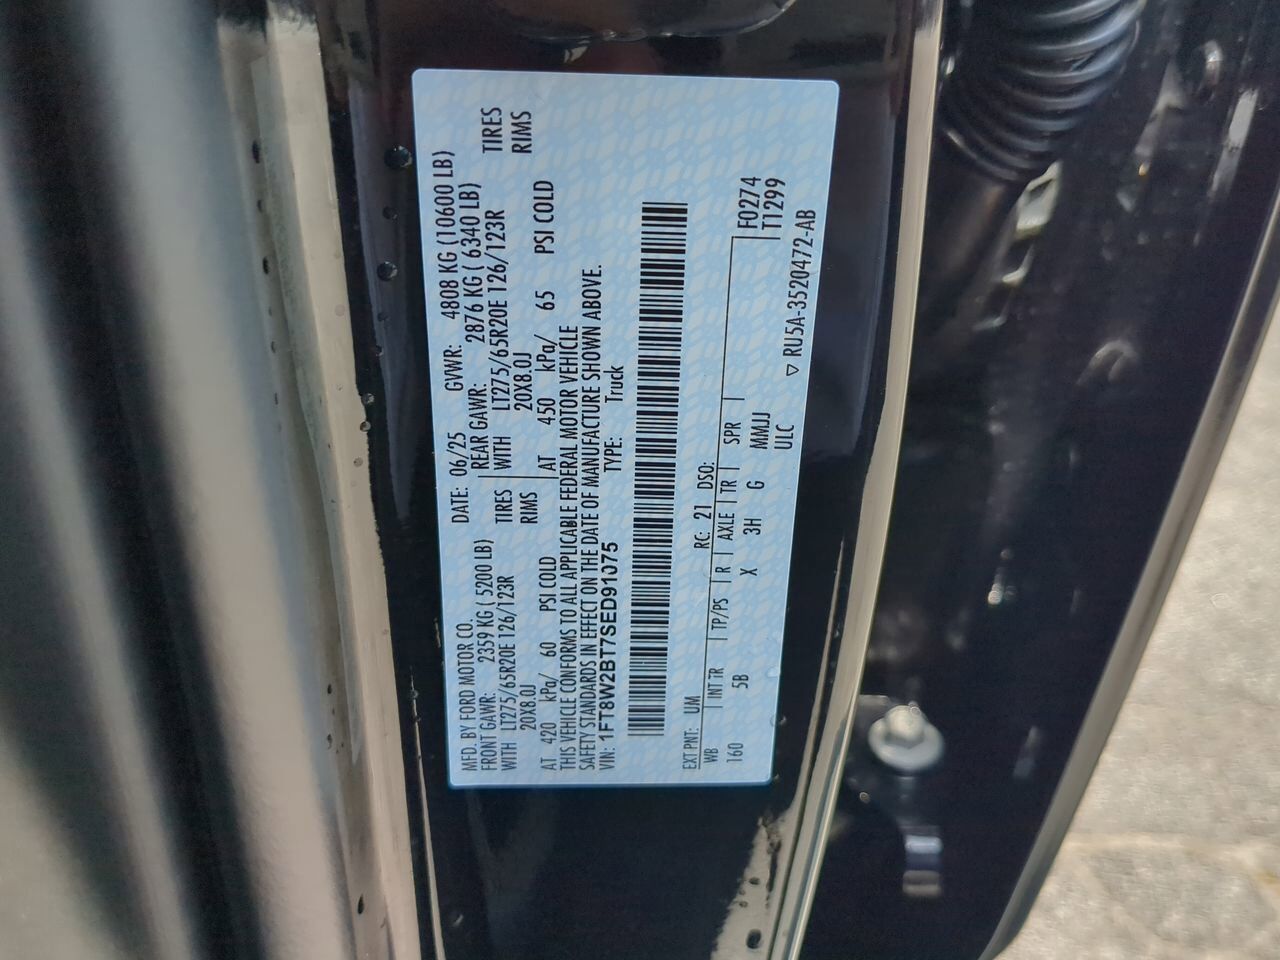 MFD. BY FORD MOTOR CO. DATE: 06/25 GVWR: 4808 KG (10600 LB)
FRONT GAWR: 2359 KG ( 5200 LB) REAR GAWR: 2876 KG ( 6340 LB)
WITH LT275/65R20E 126/123R TIRES WITH LT275/65R20E 126/123R TIRES
20X8.0J RIMS 20X8.0J RIMS
AT 420 kPa/ 60 PSI COLD AT 450 kPa/ 65 PSI COLD
THIS VEHICLE CONFORMS TO ALL APPLICABLE FEDERAL MOTOR VEHICLE
SAFETY STANDARDS IN EFFECT ON THE DATE OF MANUFACTURE SHOWN ABOVE.
VIN: 1FT8W2BT7SED91075 TYPE: Truck
EXT PNT: UM RC: 21 DSO: F0274
WB INT TR TP/PS R AXLE TR SPR T1299
160 5B X 3H G MMJJ
ULC
▽ RU5A-3520472-AB